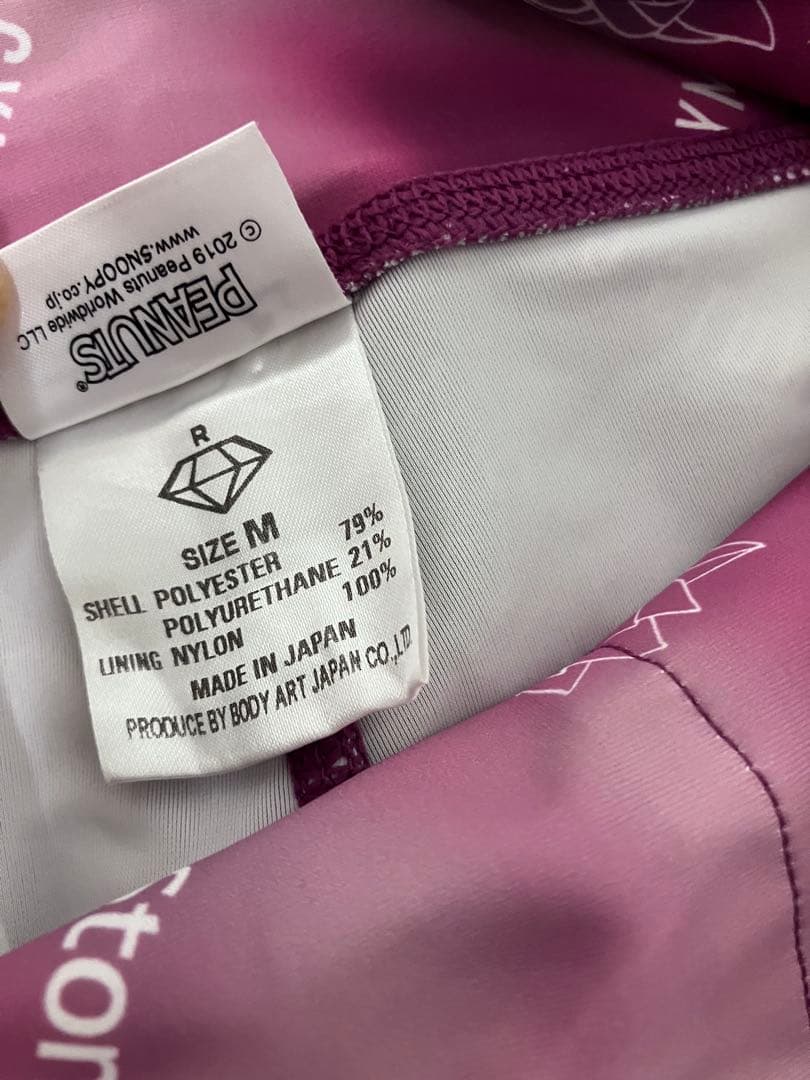 PEANUTS®
© 2019 Peanuts Worldwide LLC
www.SNOOPY.co.jp
R
SIZE M
SHELL POLYESTER 79%
POLYURETHANE 21%
LINING NYLON 100%
MADE IN JAPAN
PRODUCE BY BODY ART JAPAN CO.,LTD.